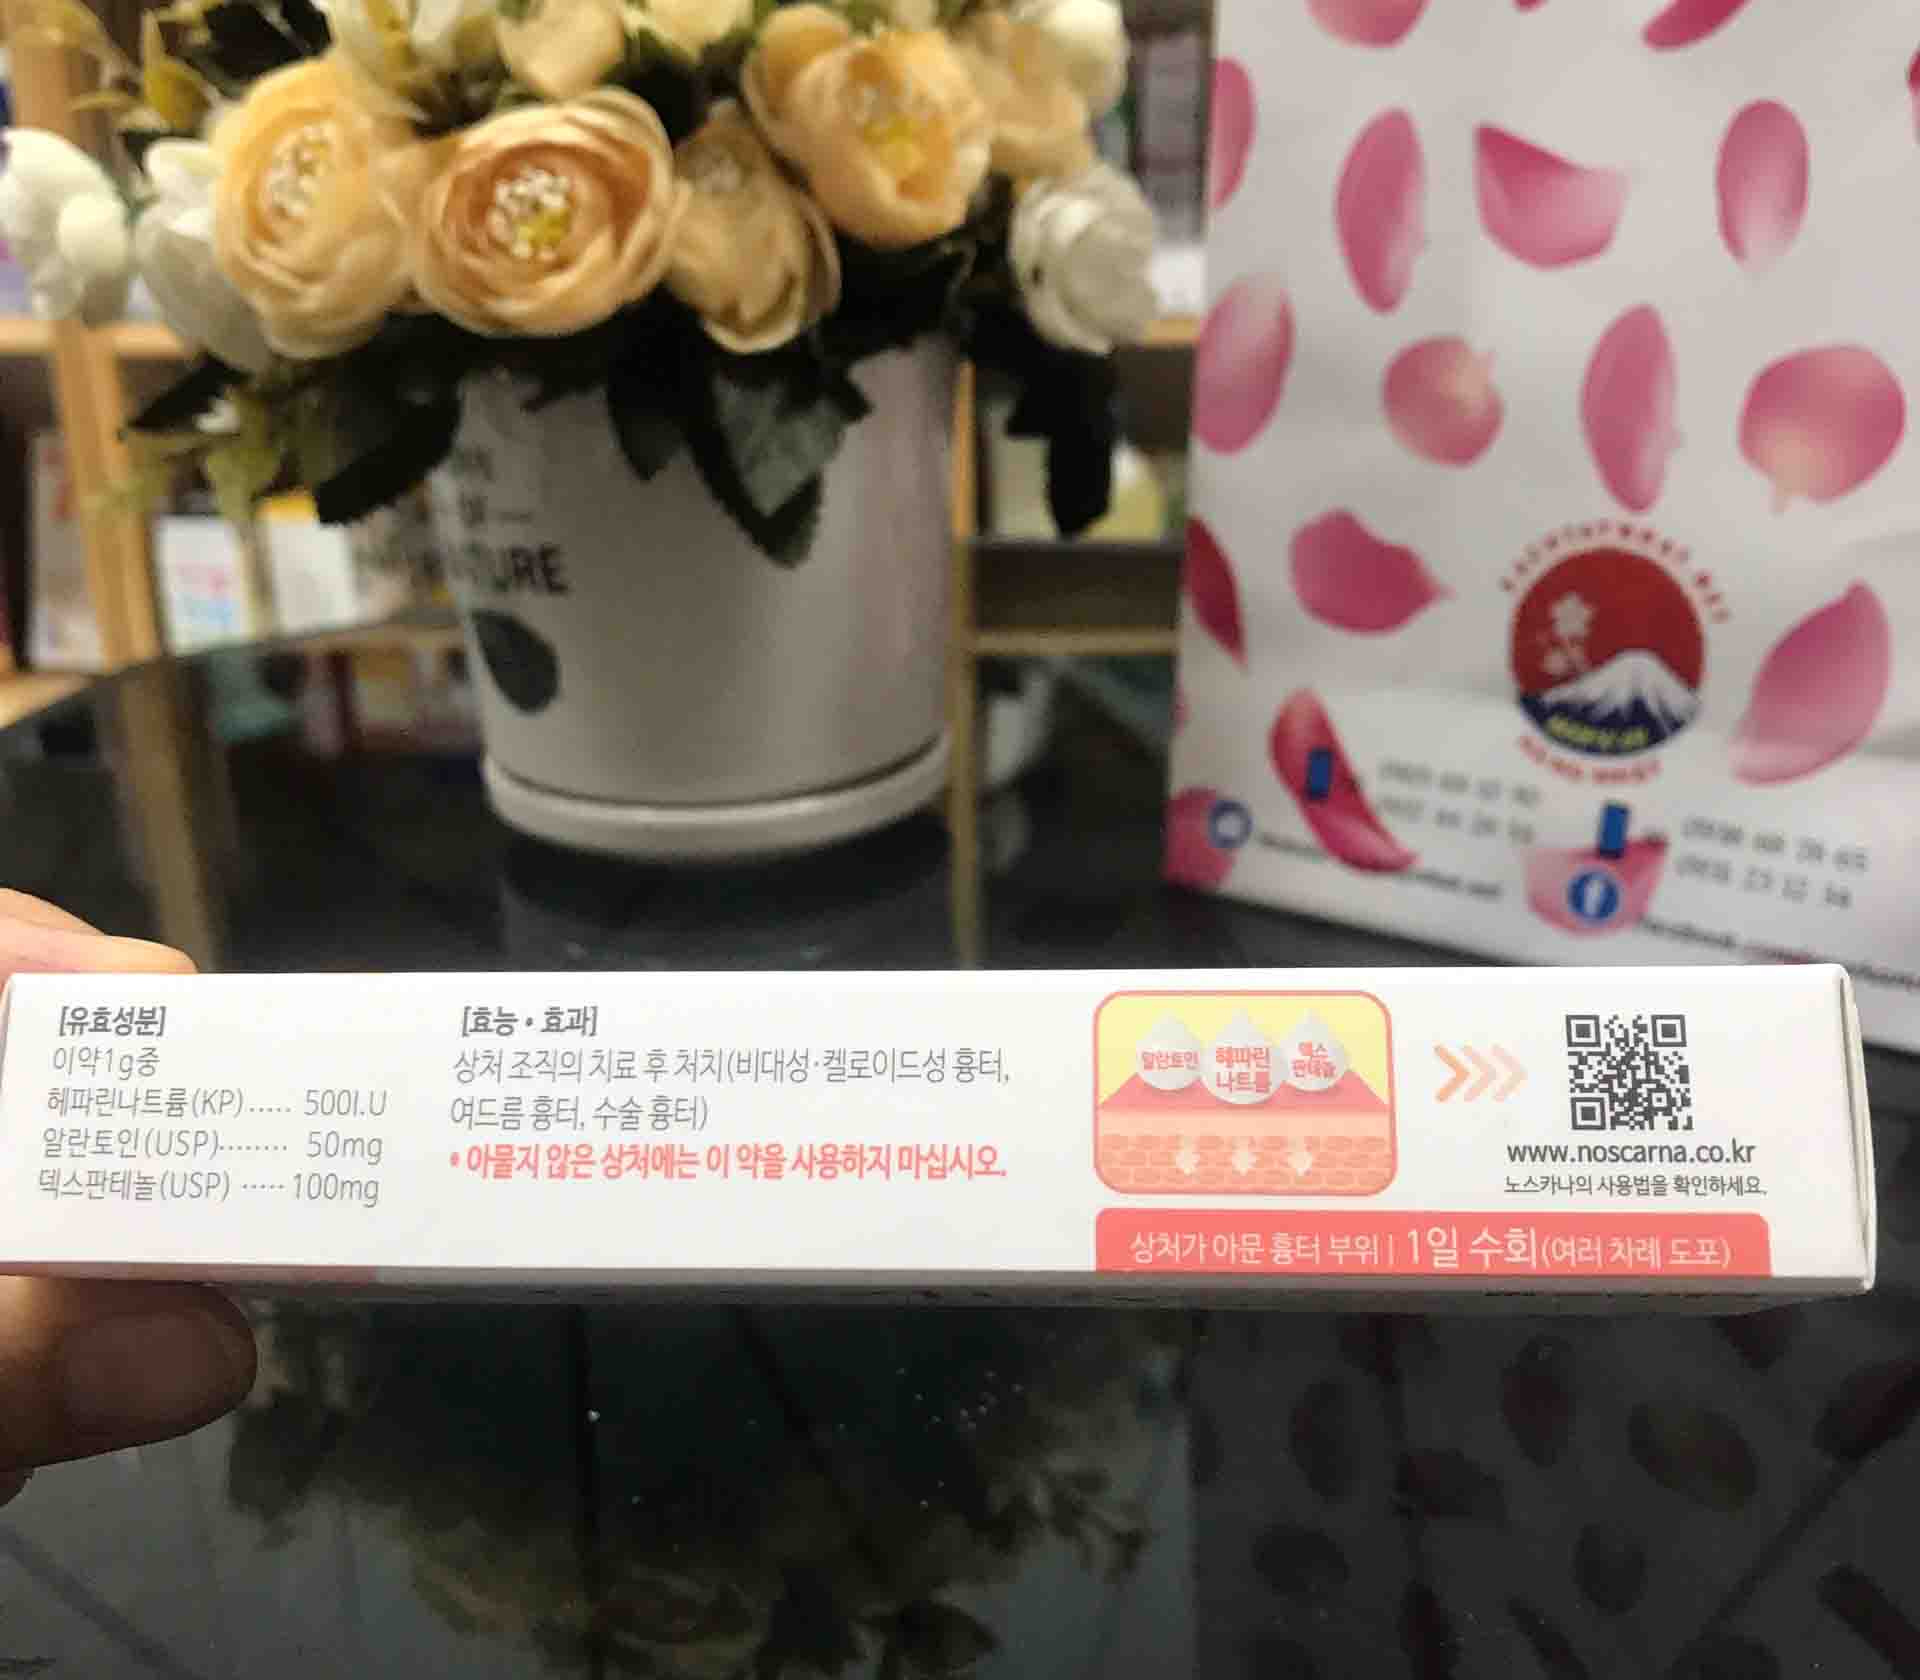 TURE
[유효성분]
이약1g중
헤파린나트륨(KP)..... 500I.U
알란토인(USP)........ 50mg
덱스판테놀(USP) ..... 100mg
[효능•효과]
상처 조직의 치료 후 처치(비대성·켈로이드성 흉터,
여드름 흉터, 수술 흉터)
• 아물지 않은 상처에는 이 약을 사용하지 마십시오.
알란토인
헤파린
나트륨
덱스
판테놀
www.noscarna.co.kr
노스카나의 사용법을 확인하세요.
상처가 아문 흉터 부위 | 1일 수회(여러 차례 도포)